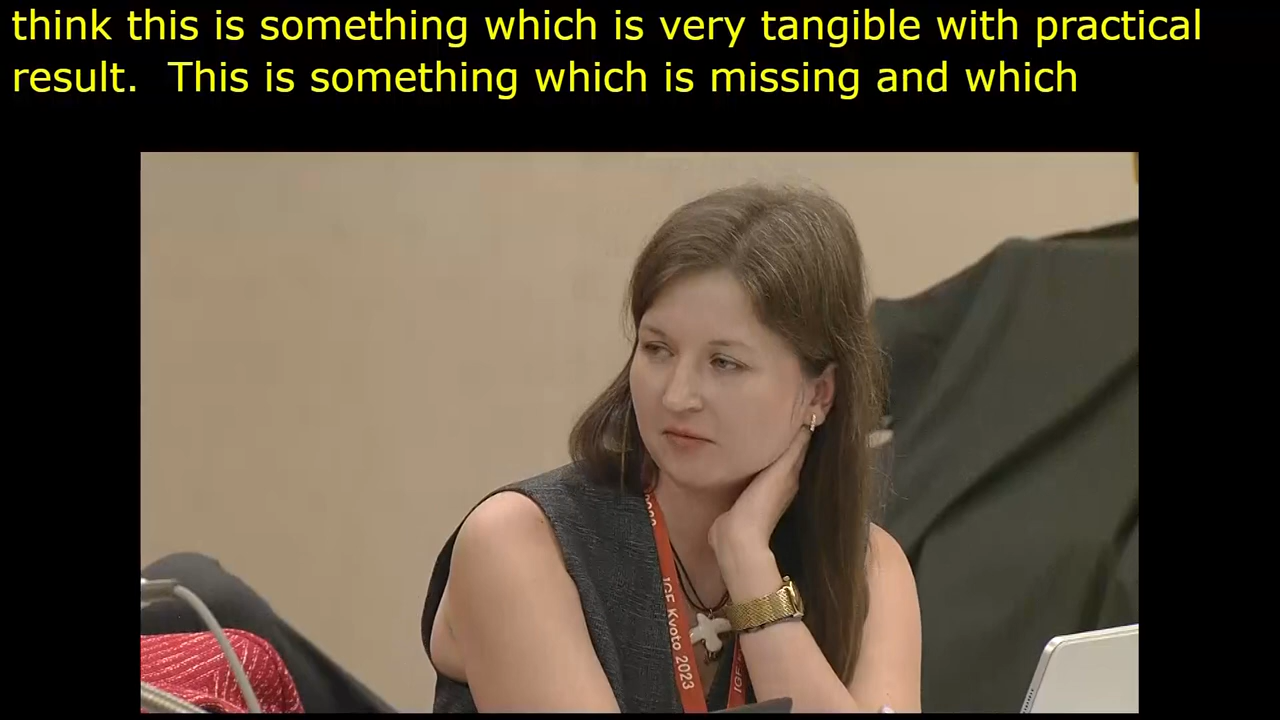 think this is something which is very tangible with practical
result.  This is something which is missing and which
IGF Kyoto 2023